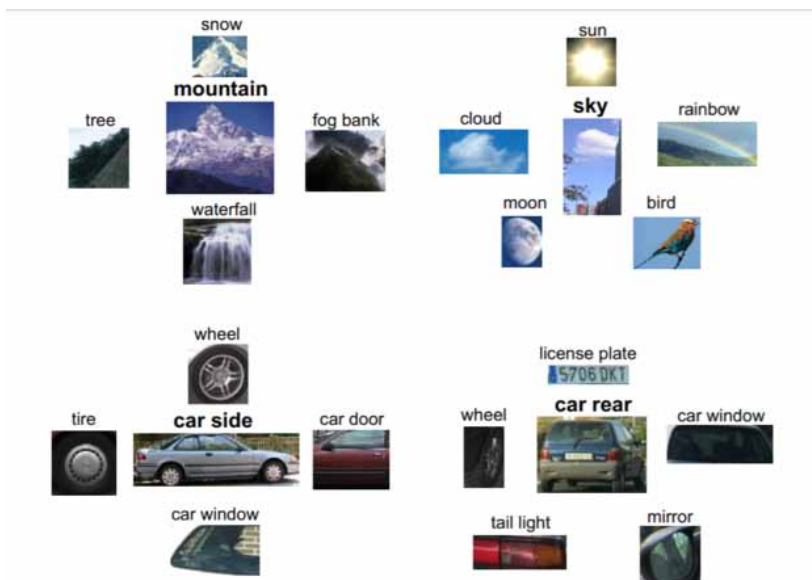 snow
mountain
tree
fog bank
waterfall
sun
sky
cloud
rainbow
moon
bird
wheel
car side
tire
car door
car window
license plate
5706 DKT
car rear
wheel
car window
tail light
mirror